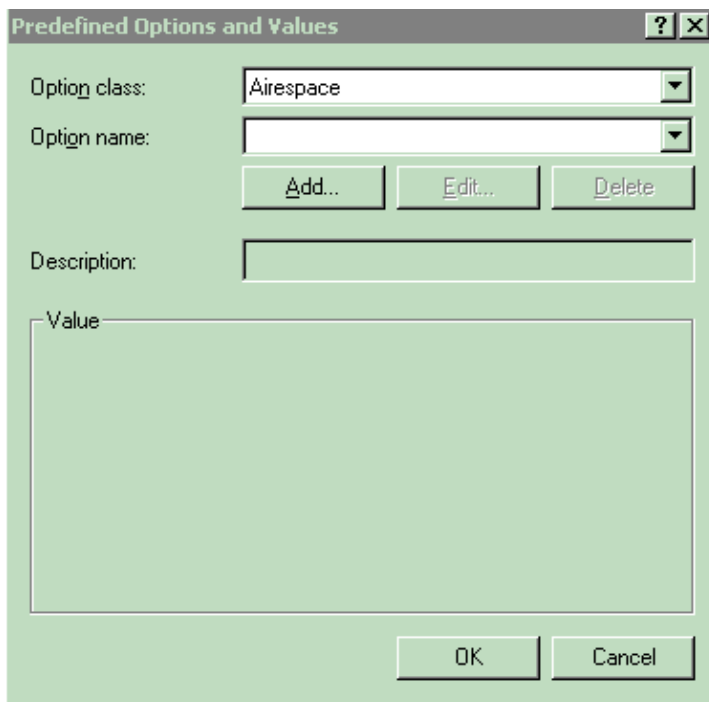 Predefined Options and Values
Option class:
Airespace
Option name:
Add...
Edit...
Delete
Description:
Value
OK
Cancel